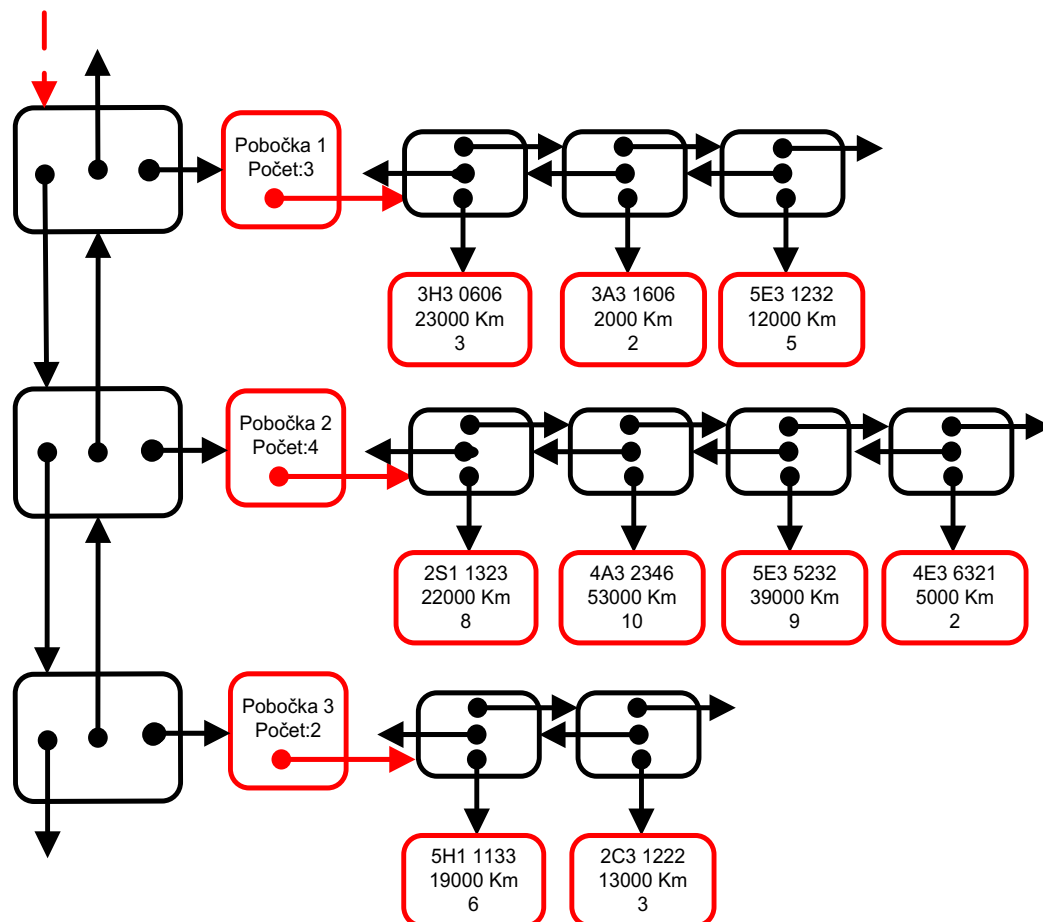 Pobočka 1
Počet:3
3H3 0606
23000 Km
3
3A3 1606
2000 Km
2
5E3 1232
12000 Km
5
Pobočka 2
Počet:4
2S1 1323
22000 Km
8
4A3 2346
53000 Km
10
5E3 5232
39000 Km
9
4E3 6321
5000 Km
2
Pobočka 3
Počet:2
5H1 1133
19000 Km
6
2C3 1222
13000 Km
3